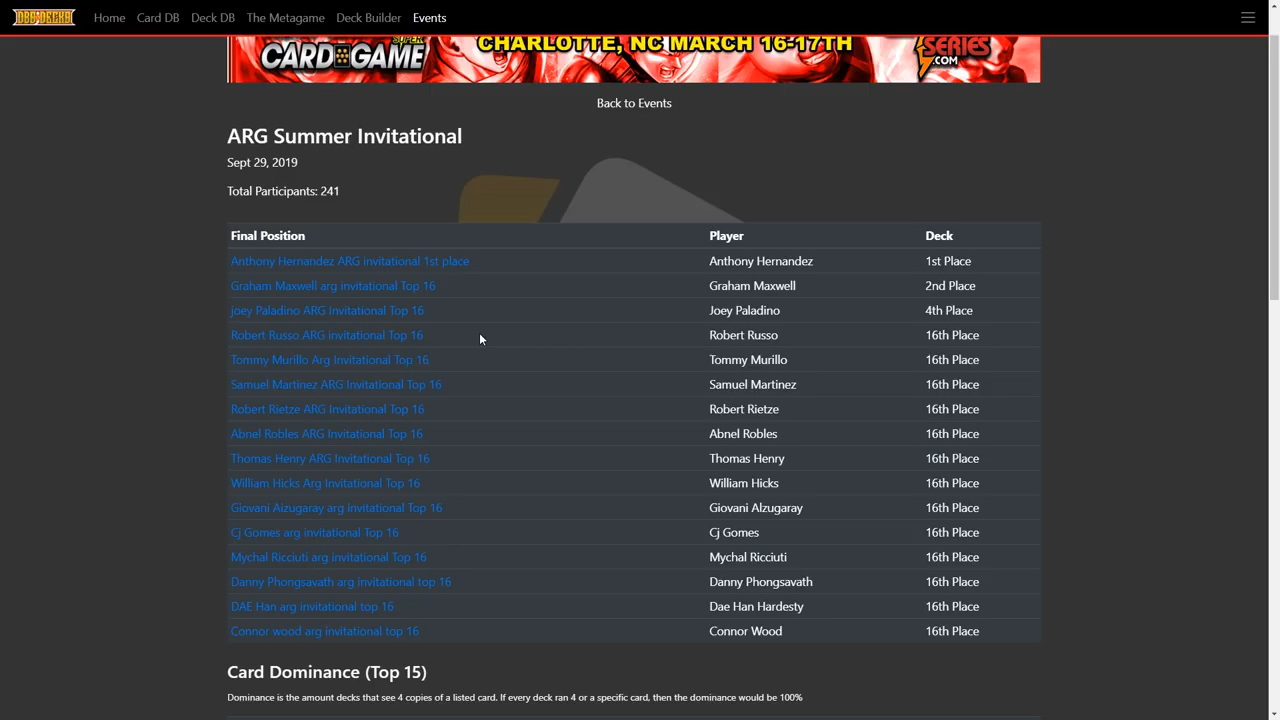 DBS DECKS Home Card DB Deck DB The Metagame Deck Builder Events
SUPER
CARD GAME
CHARLOTTE, NC MARCH 16-17TH
SERIES
.COM
Back to Events
ARG Summer Invitational
Sept 29, 2019
Total Participants: 241
Final Position Player Deck
Anthony Hernandez ARG invitational 1st place Anthony Hernandez 1st Place
Graham Maxwell arg invitational Top 16 Graham Maxwell 2nd Place
joey Paladino ARG Invitational Top 16 Joey Paladino 4th Place
Robert Russo ARG invitational Top 16 Robert Russo 16th Place
Tommy Murillo Arg Invitational Top 16 Tommy Murillo 16th Place
Samuel Martinez ARG Invitational Top 16 Samuel Martinez 16th Place
Robert Rietze ARG Invitational Top 16 Robert Rietze 16th Place
Abnel Robles ARG Invitational Top 16 Abnel Robles 16th Place
Thomas Henry ARG Invitational Top 16 Thomas Henry 16th Place
William Hicks Arg Invitational Top 16 William Hicks 16th Place
Giovani Aizugaray arg invitational Top 16 Giovani Alzugaray 16th Place
Cj Gomes arg invitational Top 16 Cj Gomes 16th Place
Mychal Ricciuti arg invitational Top 16 Mychal Ricciuti 16th Place
Danny Phongsavath arg invitational top 16 Danny Phongsavath 16th Place
DAE Han arg invitational top 16 Dae Han Hardesty 16th Place
Connor wood arg invitational top 16 Connor Wood 16th Place
Card Dominance (Top 15)
Dominance is the amount decks that see 4 copies of a listed card. If every deck ran 4 or a specific card, then the dominance would be 100%